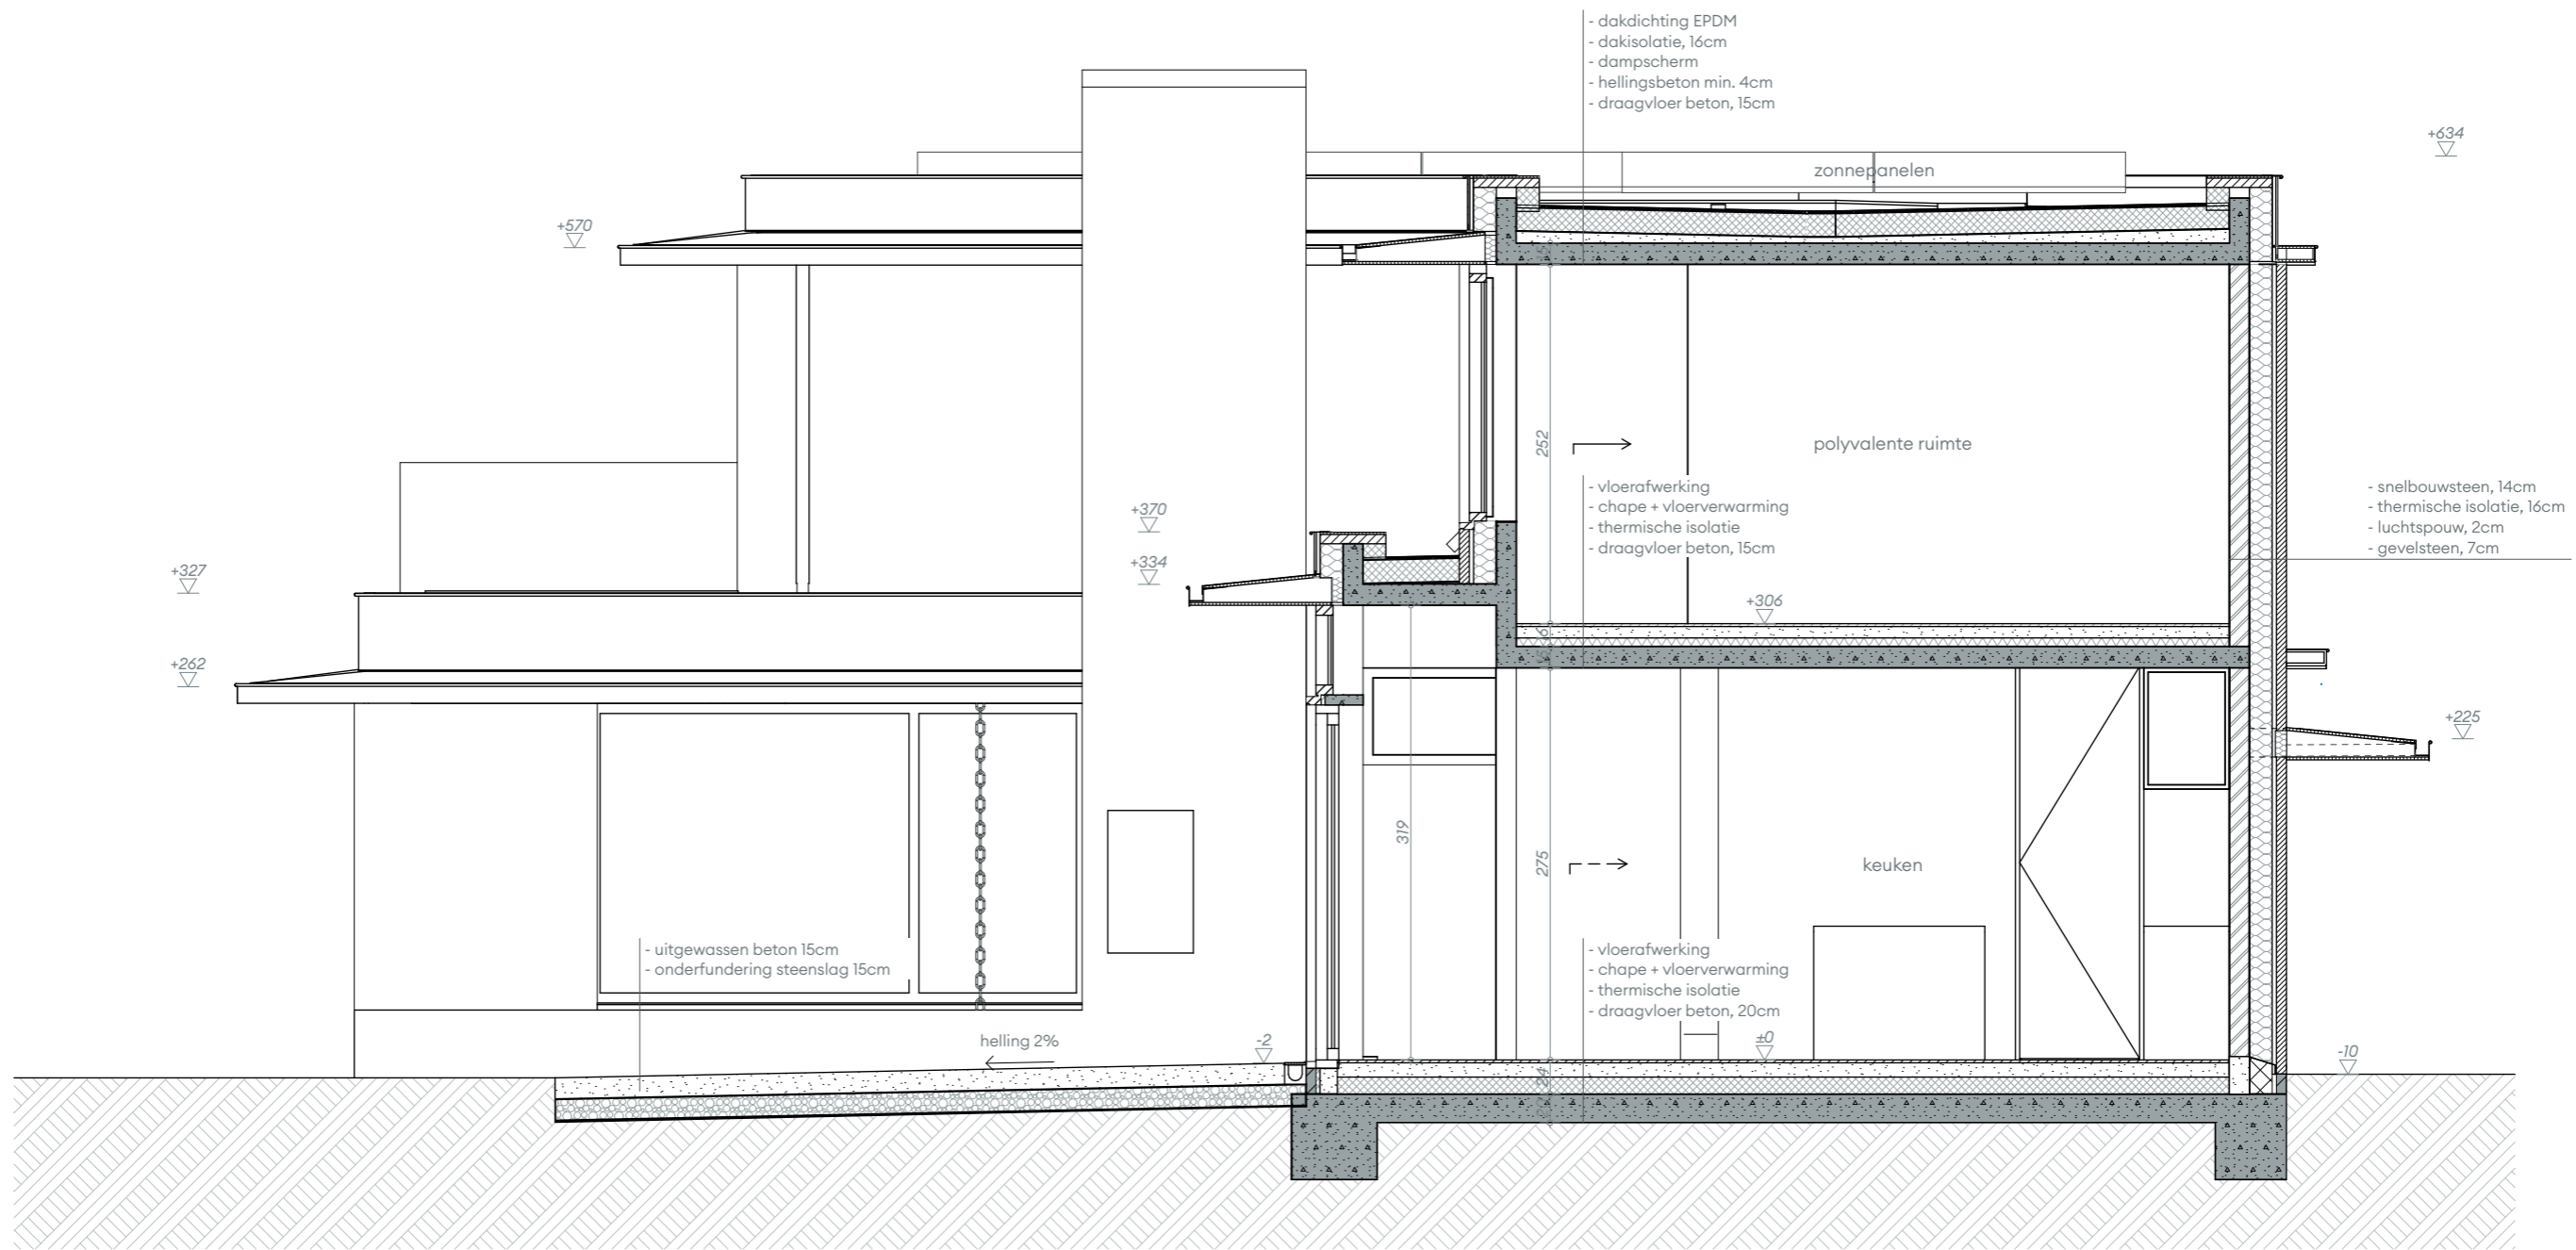 - dakdichting EPDM
- dakisolatie, 16cm
- dampscherm
- hellingsbeton min. 4cm
- draagvloer beton, 15cm
+634
zonnepanelen
+570
252
polyvalente ruimte
- vloerafwerking
- chape + vloerverwarming
- thermische isolatie
- draagvloer beton, 15cm
- snelbouwsteen, 14cm
- thermische isolatie, 16cm
- luchtspouw, 2cm
- gevelsteen, 7cm
+370
+334
+327
+306
+262
+225
319
275
keuken
- uitgewassen beton 15cm
- onderfundering steenslag 15cm
- vloerafwerking
- chape + vloerverwarming
- thermische isolatie
- draagvloer beton, 20cm
helling 2%
-2
±0
-10
24